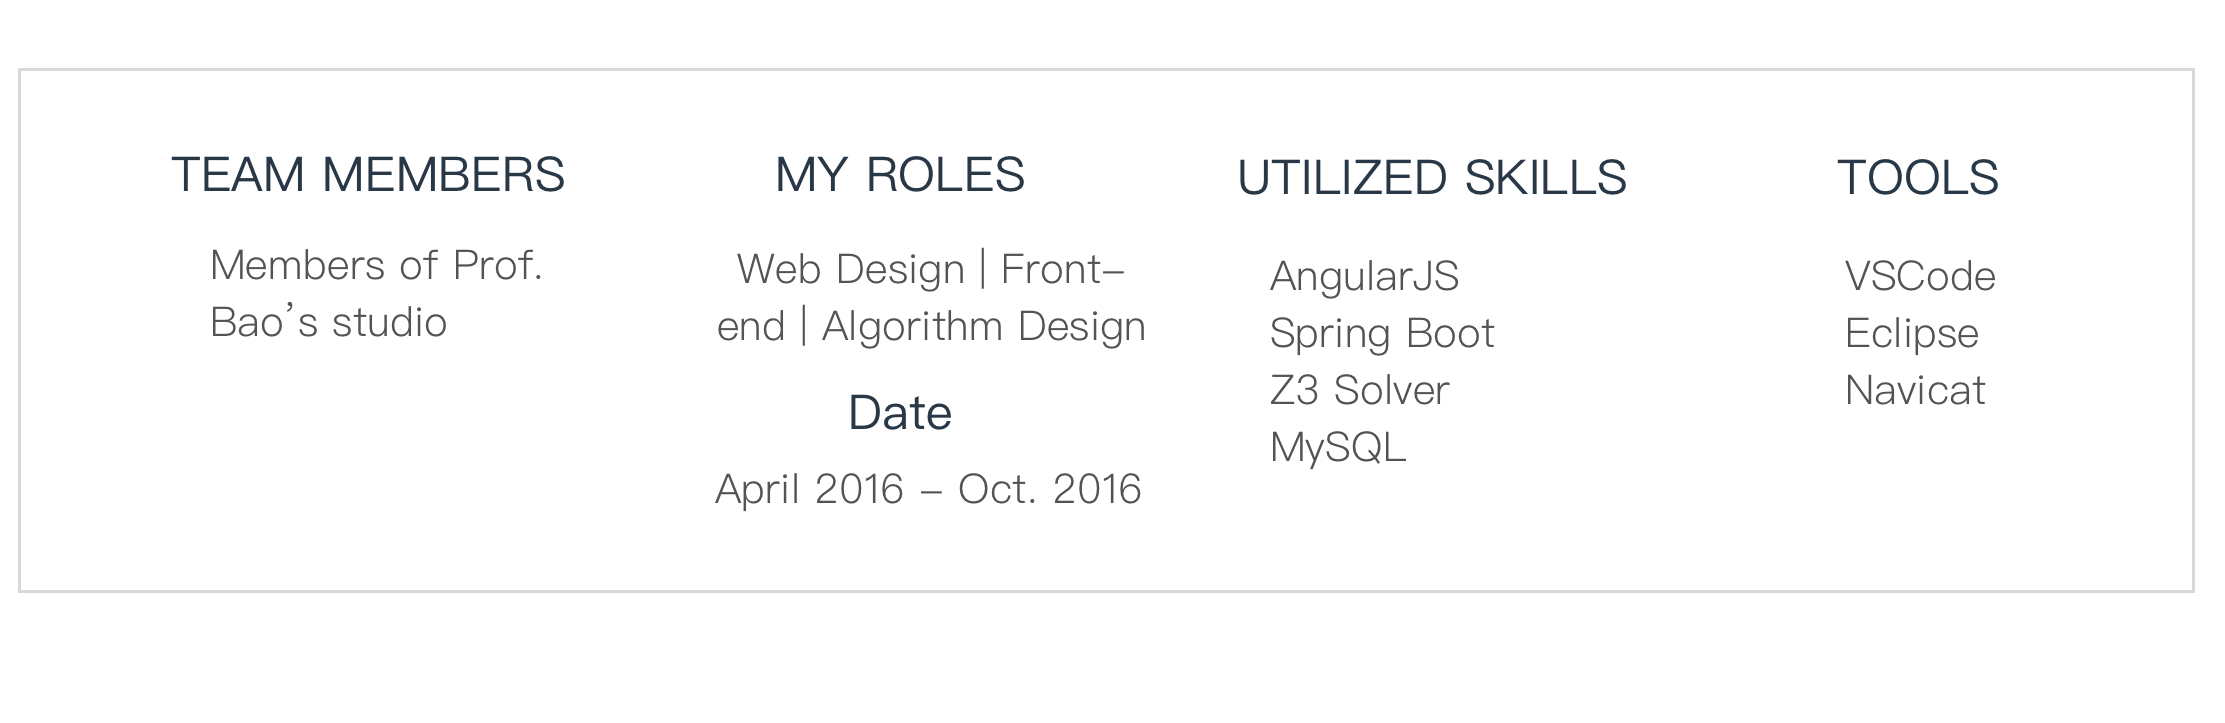 TEAM MEMBERS
Members of Prof.
Bao’s studio
MY ROLES
Web Design | Front-
end | Algorithm Design
Date
April 2016 - Oct. 2016
UTILIZED SKILLS
AngularJS
Spring Boot
Z3 Solver
MySQL
TOOLS
VSCode
Eclipse
Navicat